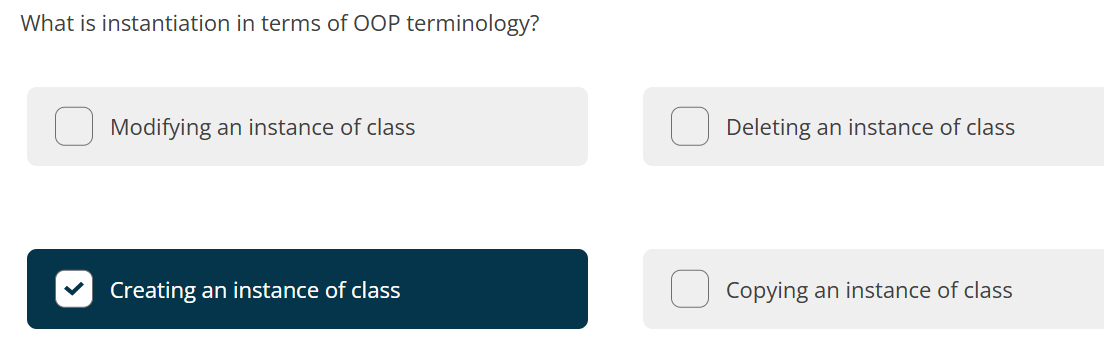 What is instantiation in terms of OOP terminology?
Modifying an instance of class
Deleting an instance of class
Creating an instance of class
Copying an instance of class